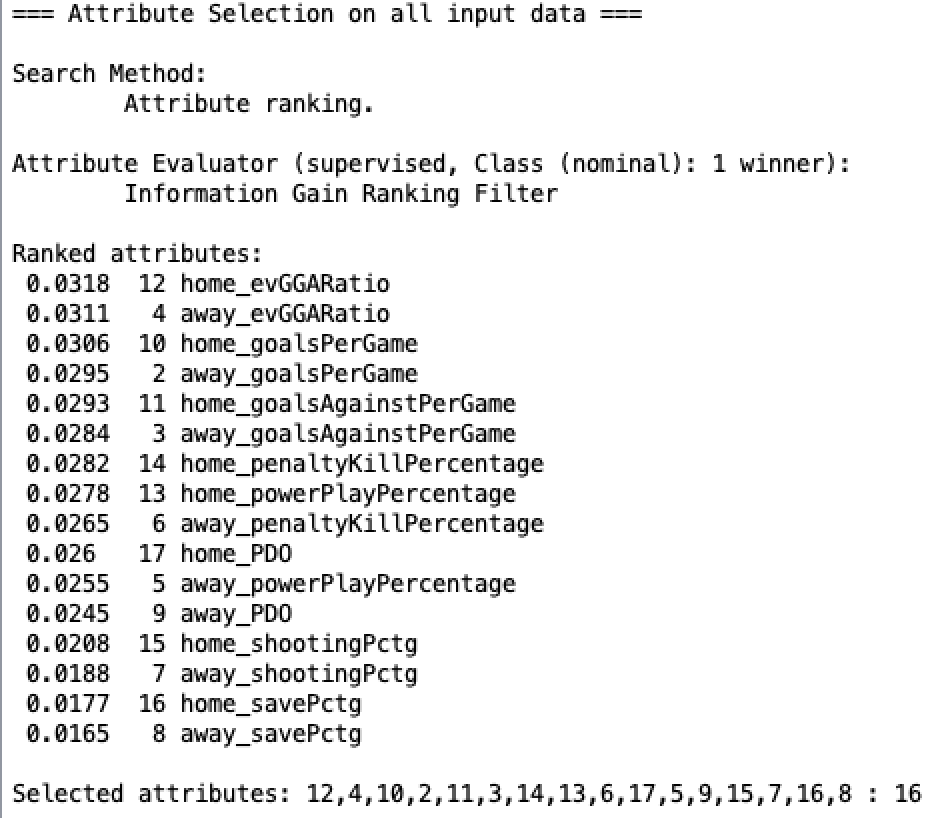 === Attribute Selection on all input data ===
Search Method:
Attribute ranking.
Attribute Evaluator (supervised, Class (nominal): 1 winner):
Information Gain Ranking Filter
Ranked attributes:
0.0318 12 home_evGGARatio
0.0311 4 away_evGGARatio
0.0306 10 home_goalsPerGame
0.0295 2 away_goalsPerGame
0.0293 11 home_goalsAgainstPerGame
0.0284 3 away_goalsAgainstPerGame
0.0282 14 home_penaltyKillPercentage
0.0278 13 home_powerPlayPercentage
0.0265 6 away_penaltyKillPercentage
0.026 17 home_PDO
0.0255 5 away_powerPlayPercentage
0.0245 9 away_PDO
0.0208 15 home_shootingPctg
0.0188 7 away_shootingPctg
0.0177 16 home_savePctg
0.0165 8 away_savePctg
Selected attributes: 12,4,10,2,11,3,14,13,6,17,5,9,15,7,16,8 : 16